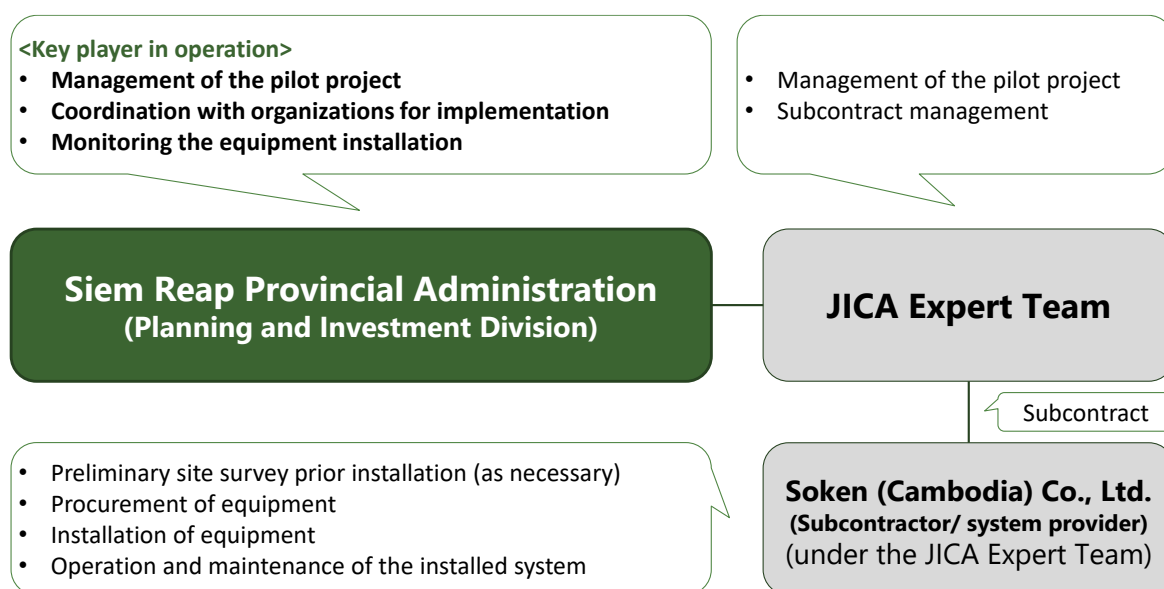 <Key player in operation>
• Management of the pilot project
• Coordination with organizations for implementation
• Monitoring the equipment installation
• Management of the pilot project
• Subcontract management
Siem Reap Provincial Administration
(Planning and Investment Division)
JICA Expert Team
Subcontract
• Preliminary site survey prior installation (as necessary)
• Procurement of equipment
• Installation of equipment
• Operation and maintenance of the installed system
Soken (Cambodia) Co., Ltd.
(Subcontractor/ system provider)
(under the JICA Expert Team)